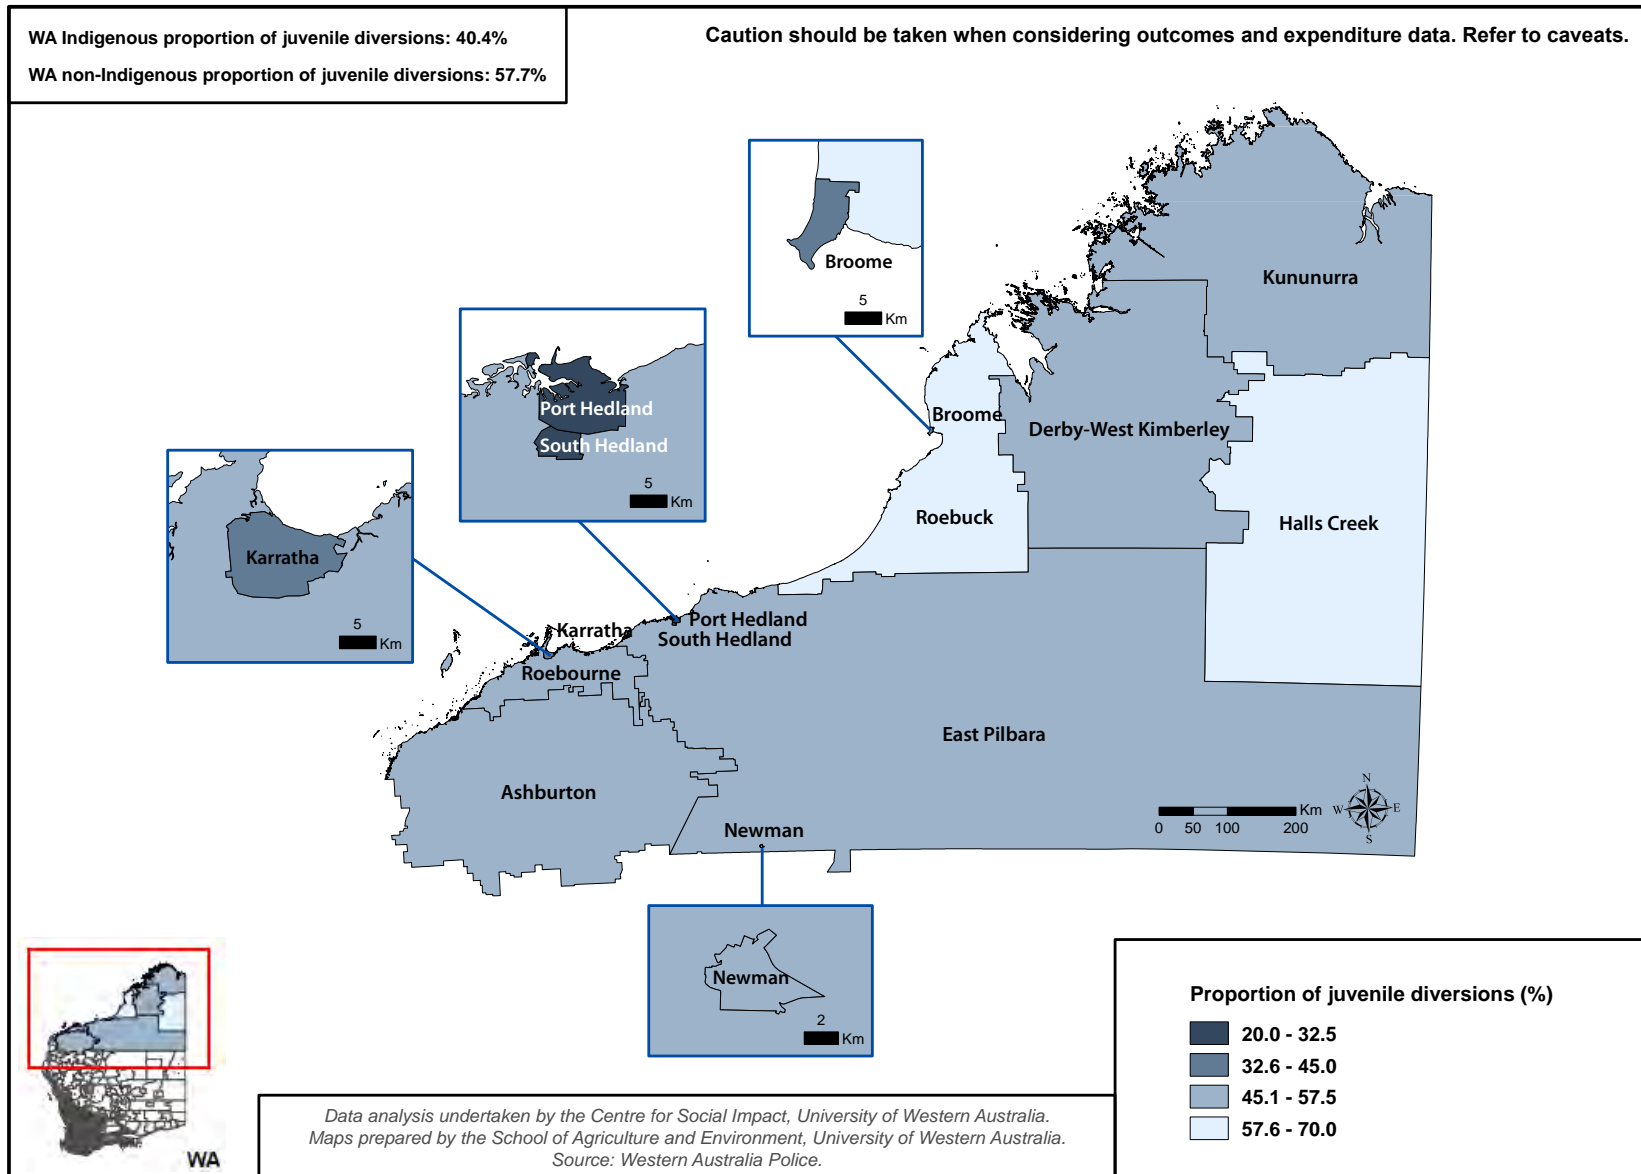 WA Indigenous proportion of juvenile diversions: 40.4%
WA non-Indigenous proportion of juvenile diversions: 57.7%
Caution should be taken when considering outcomes and expenditure data. Refer to caveats.
Broome
5
Km
Kununurra
Port Hedland
South Hedland
5
Km
Broome
Derby-West Kimberley
Roebuck
Halls Creek
Karratha
5
Km
Karratha
Port Hedland
South Hedland
Roebourne
East Pilbara
Ashburton
Newman
Km
0 50 100 200
N
W E
S
Newman
2
Km
WA
Proportion of juvenile diversions (%)
20.0 - 32.5
32.6 - 45.0
45.1 - 57.5
57.6 - 70.0
Data analysis undertaken by the Centre for Social Impact, University of Western Australia.
Maps prepared by the School of Agriculture and Environment, University of Western Australia.
Source: Western Australia Police.